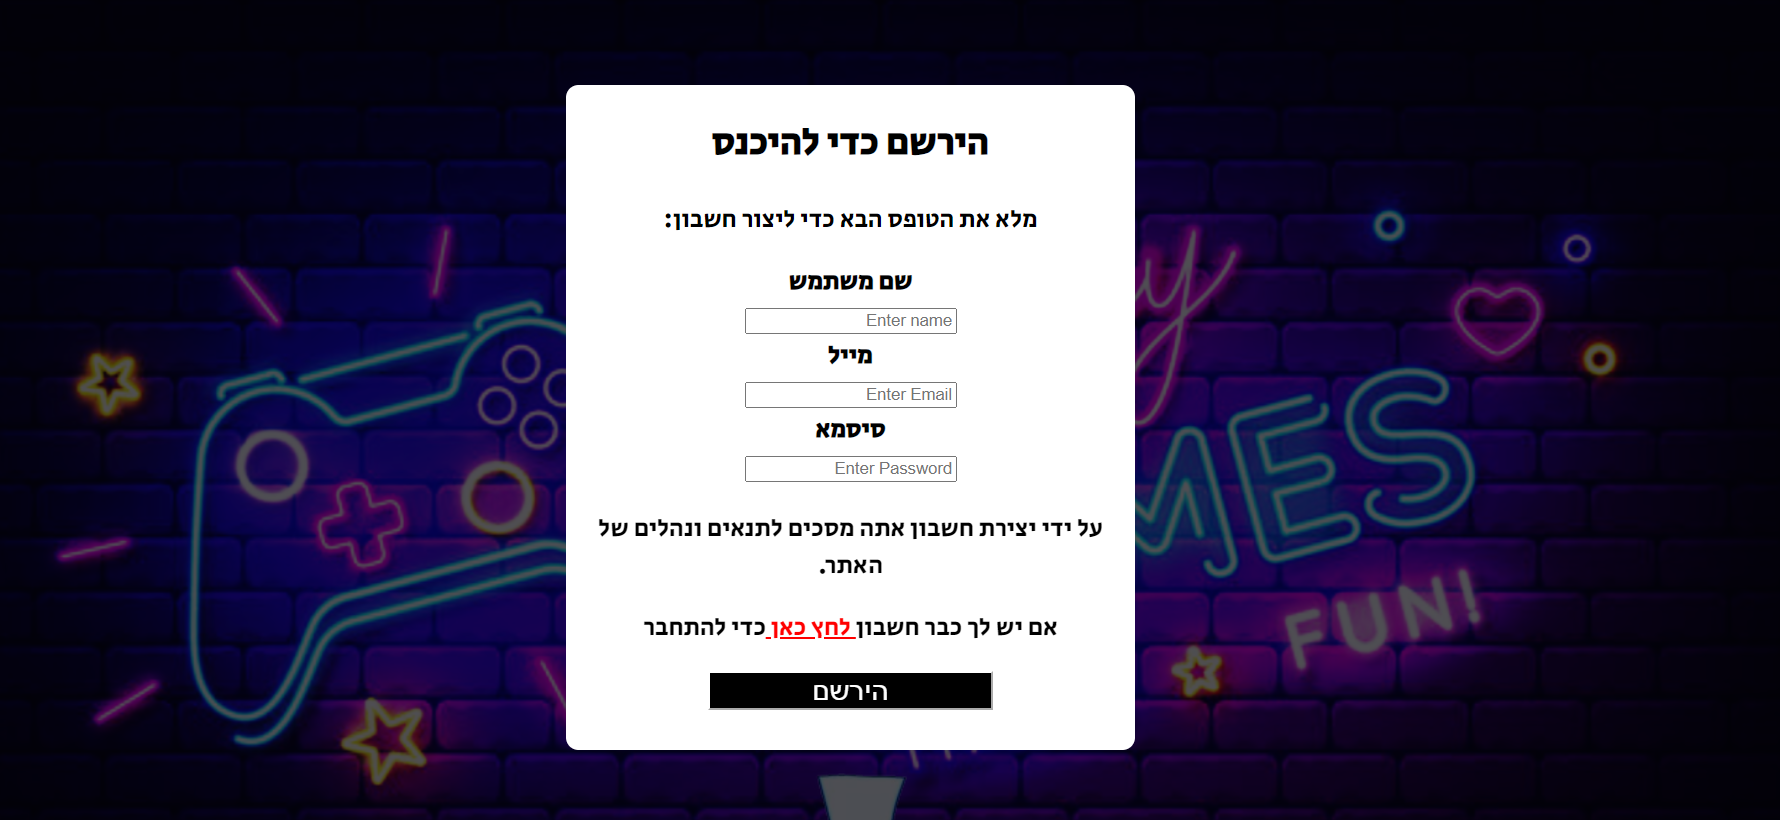 הירשם כדי להיכנס
מלא את הטופס הבא כדי ליצור חשבון:
שם משתמש
Enter name
מייל
Enter Email
סיסמא
Enter Password
על ידי יצירת חשבון אתה מסכים לתנאים ונהלים של
האתר.
אם יש לך כבר חשבון לחץ כאן כדי להתחבר
הירשם
FUN!